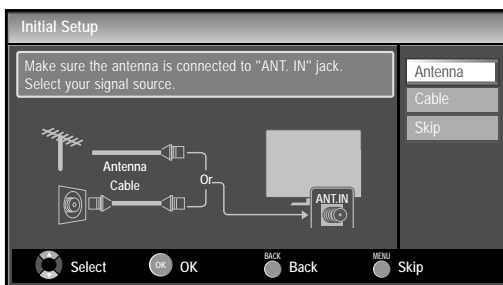 Initial Setup
Make sure the antenna is connected to "ANT. IN" jack.
Select your signal source.
Antenna
Cable
Skip
Antenna
Cable
Or
ANT.IN
Select
OK
OK
BACK
Back
MENU
Skip